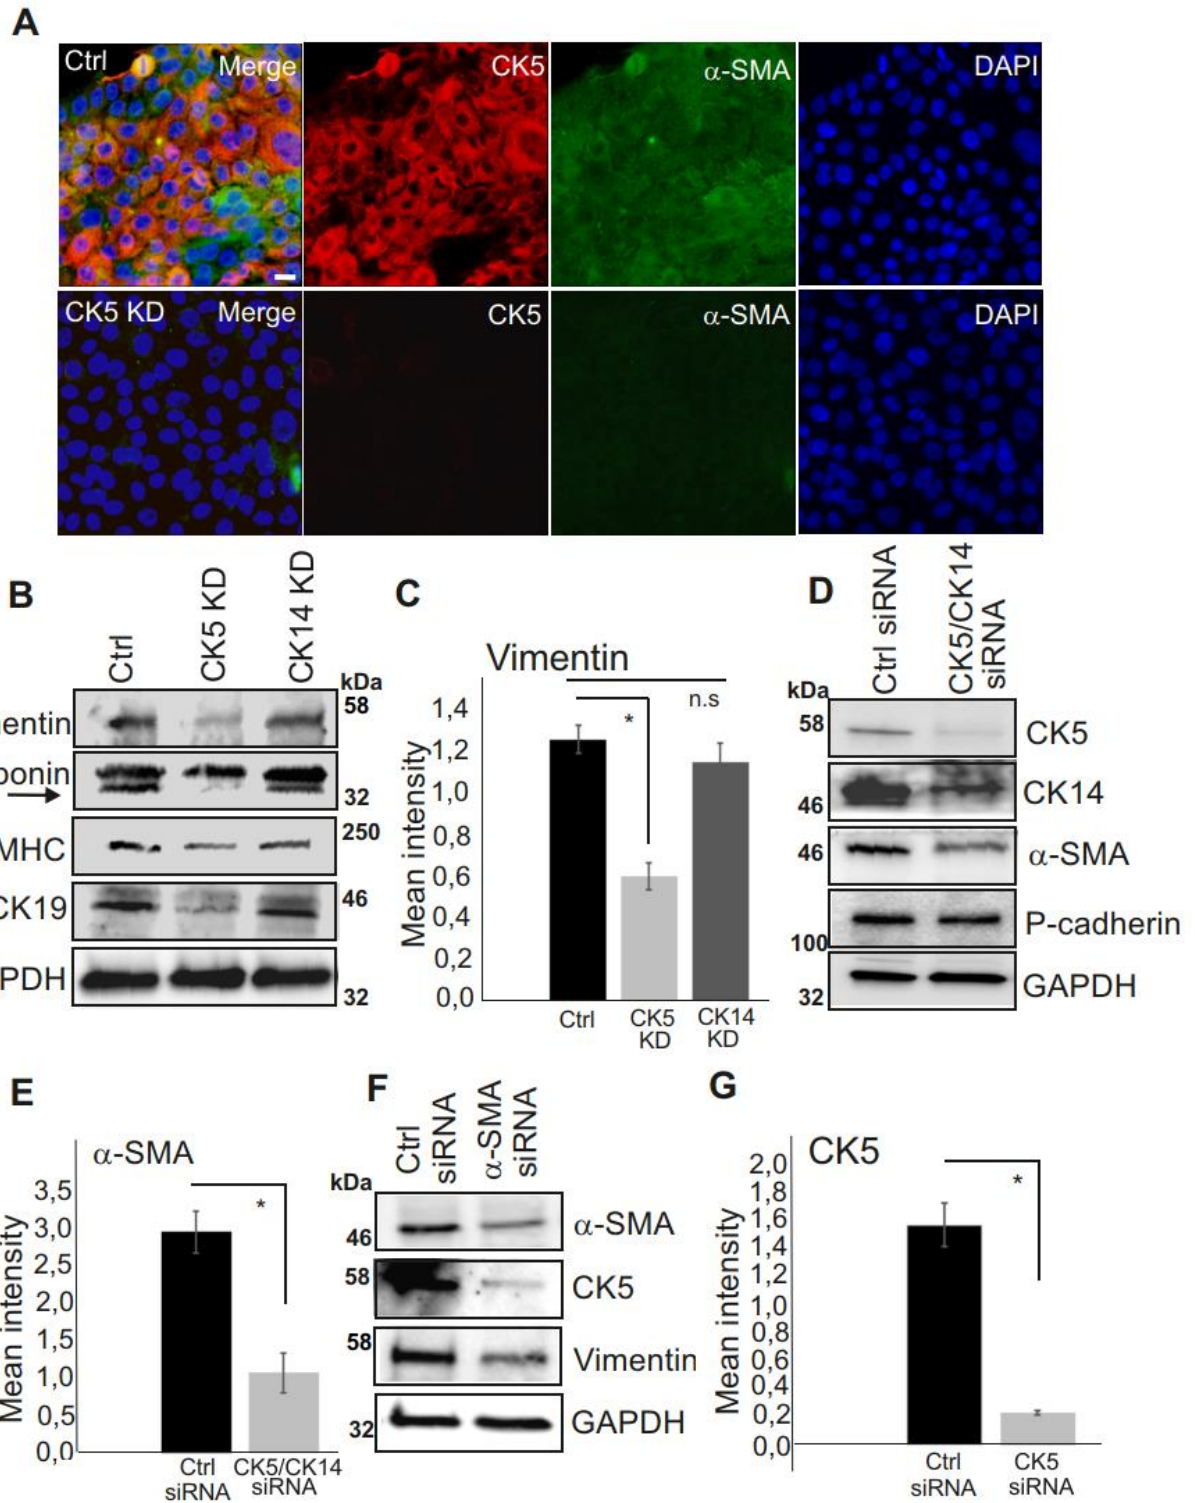 A
Ctrl
Merge
CK5
α-SMA
DAPI
CK5 KD
Merge
CK5
α-SMA
DAPI
B
Ctrl
CK5 KD
CK14 KD
kDa
entin
58
ponin
32
MHC
250
CK19
46
PDH
32
C
Vimentin
n.s
*
Mean intensity
1,4
1,2
1,0
0,8
0,6
0,4
0,2
0,0
Ctrl
CK5
KD
CK14
KD
D
Ctrl siRNA
CK5/CK14
siRNA
kDa
58
CK5
46
CK14
46
α-SMA
100
P-cadherin
32
GAPDH
E
α-SMA
*
Mean intensity
3,5
3,0
2,5
2,0
1,5
1,0
0,5
0,0
Ctrl
siRNA
CK5/CK14
siRNA
F
Ctrl
siRNA
α-SMA
siRNA
kDa
46
α-SMA
58
CK5
58
Vimentin
32
GAPDH
G
CK5
*
Mean intensity
2,0
1,8
1,6
1,4
1,2
1,0
0,8
0,6
0,4
0,2
0,0
Ctrl
siRNA
CK5
siRNA